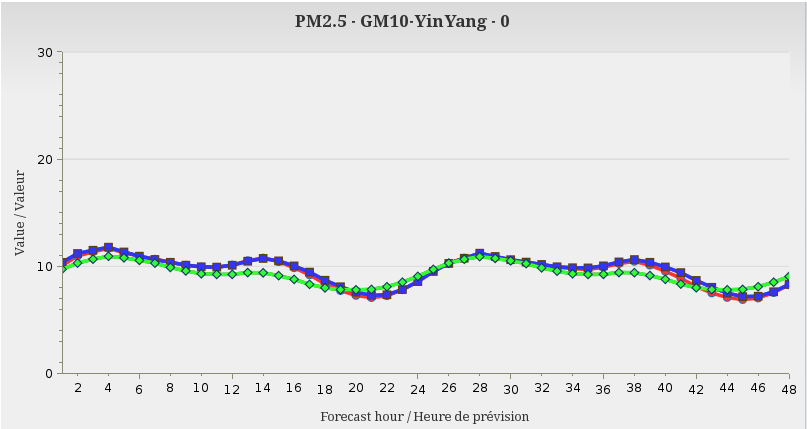 PM2.5 - GM10-YinYang - 0
30
20
10
0
Value / Valeur
2 4 6 8 10 12 14 16 18 20 22 24 26 28 30 32 34 36 38 40 42 44 46 48
Forecast hour / Heure de prévision